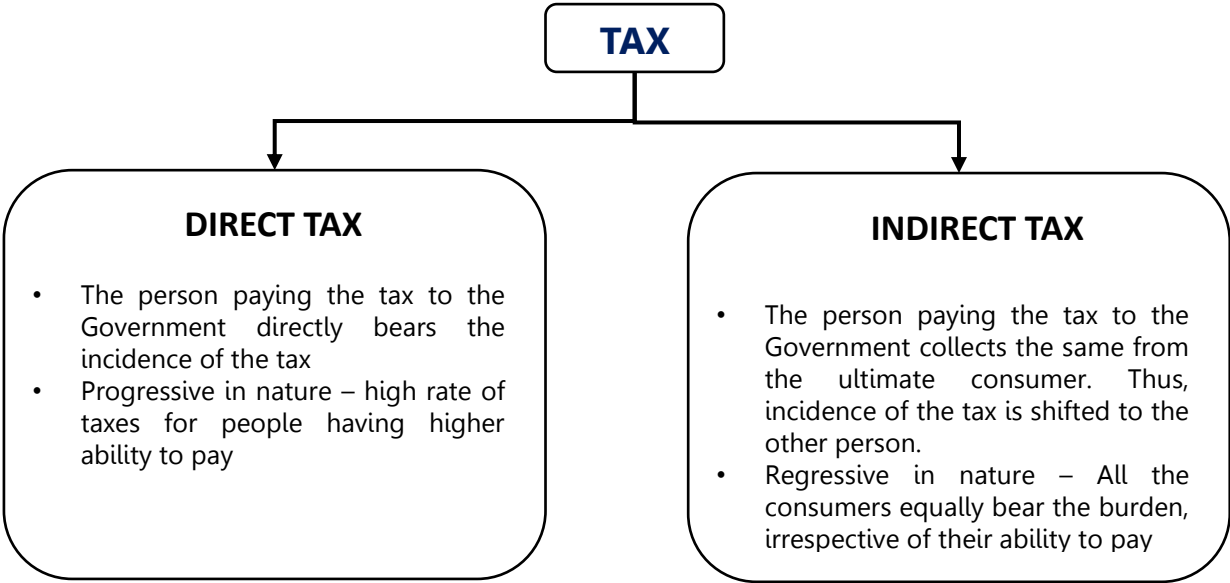 TAX
DIRECT TAX
• The person paying the tax to the
Government directly bears the
incidence of the tax
• Progressive in nature – high rate of
taxes for people having higher
ability to pay
INDIRECT TAX
• The person paying the tax to the
Government collects the same from
the ultimate consumer. Thus,
incidence of the tax is shifted to the
other person.
• Regressive in nature – All the
consumers equally bear the burden,
irrespective of their ability to pay